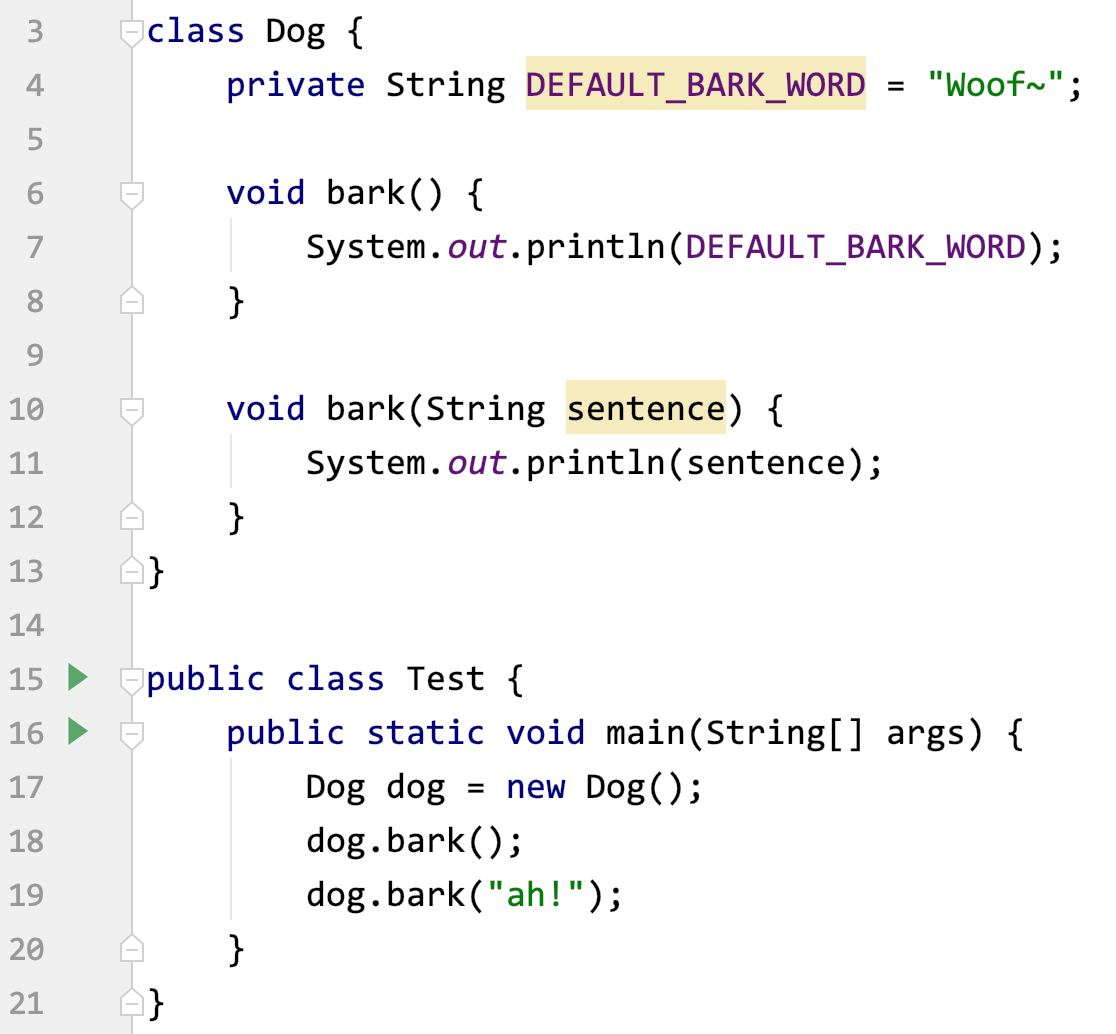 3 class Dog {
4     private String DEFAULT_BARK_WORD = "Woof~";
5
6     void bark() {
7         System.out.println(DEFAULT_BARK_WORD);
8     }
9
10     void bark(String sentence) {
11         System.out.println(sentence);
12     }
13 }
14
15 public class Test {
16     public static void main(String[] args) {
17         Dog dog = new Dog();
18         dog.bark();
19         dog.bark("ah!");
20     }
21 }